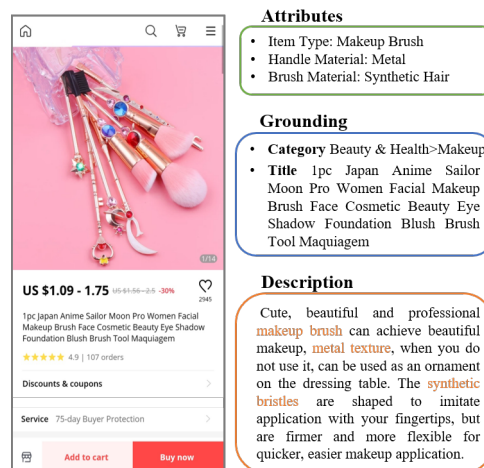 1/14
US $1.09 - 1.75 US $1.56 - 2.5 -30%
2945
1pc Japan Anime Sailor Moon Pro Women Facial
Makeup Brush Face Cosmetic Beauty Eye Shadow
Foundation Blush Brush Tool Maquiagem
4.9 | 107 orders
Discounts & coupons
Service 75-day Buyer Protection
Add to cart
Buy now
Attributes
• Item Type: Makeup Brush
• Handle Material: Metal
• Brush Material: Synthetic Hair
Grounding
• Category Beauty & Health>Makeup
• Title 1pc Japan Anime Sailor
Moon Pro Women Facial Makeup
Brush Face Cosmetic Beauty Eye
Shadow Foundation Blush Brush
Tool Maquiagem
Description
Cute, beautiful and professional
makeup brush can achieve beautiful
makeup, metal texture, when you do
not use it, can be used as an ornament
on the dressing table. The synthetic
bristles are shaped to imitate
application with your fingertips, but
are firmer and more flexible for
quicker, easier makeup application.